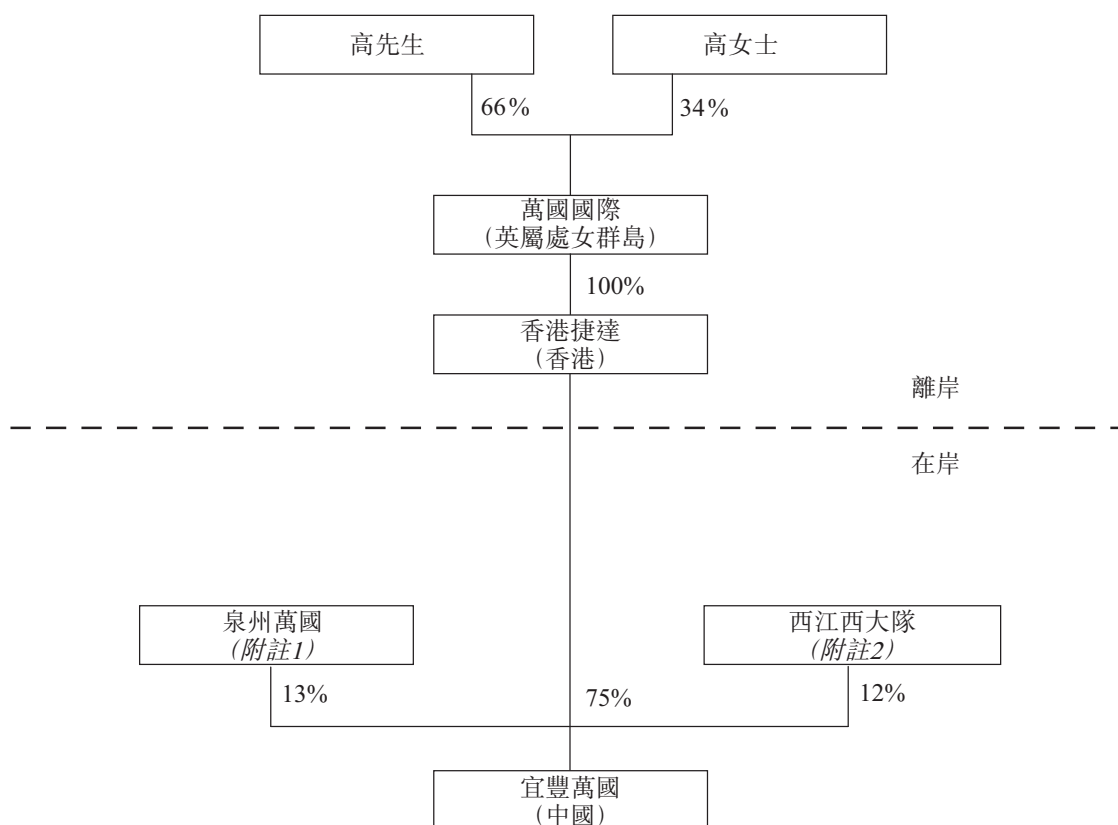 高先生
高女士
66%
34%
萬國國際
（英屬處女群島）
100%
香港捷達
（香港）
離岸
在岸
泉州萬國
（附註1）
西江西大隊
（附註2）
13%
75%
12%
宜豐萬國
（中國）